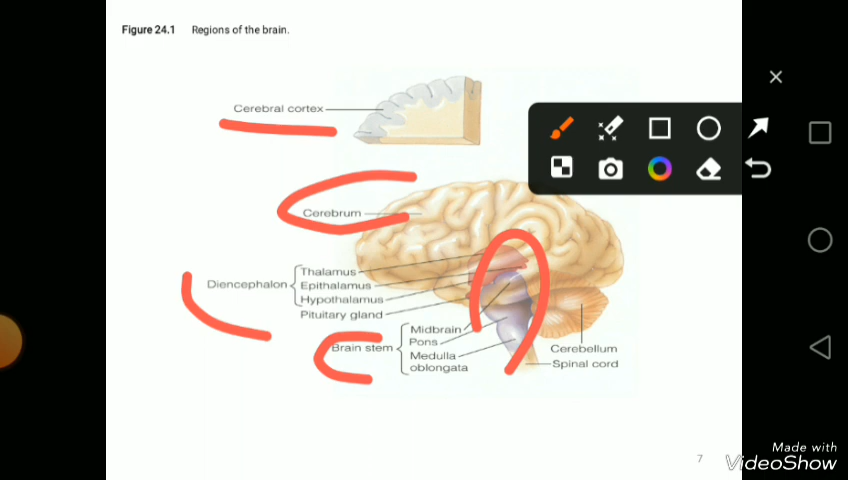 Figure 24.1 Regions of the brain.
Cerebral cortex
Cerebrum
Diencephalon
Thalamus
Epithalamus
Hypothalamus
Pituitary gland
Brain stem
Midbrain
Pons
Medulla
oblongata
Cerebellum
Spinal cord
7
Made with
VideoShow